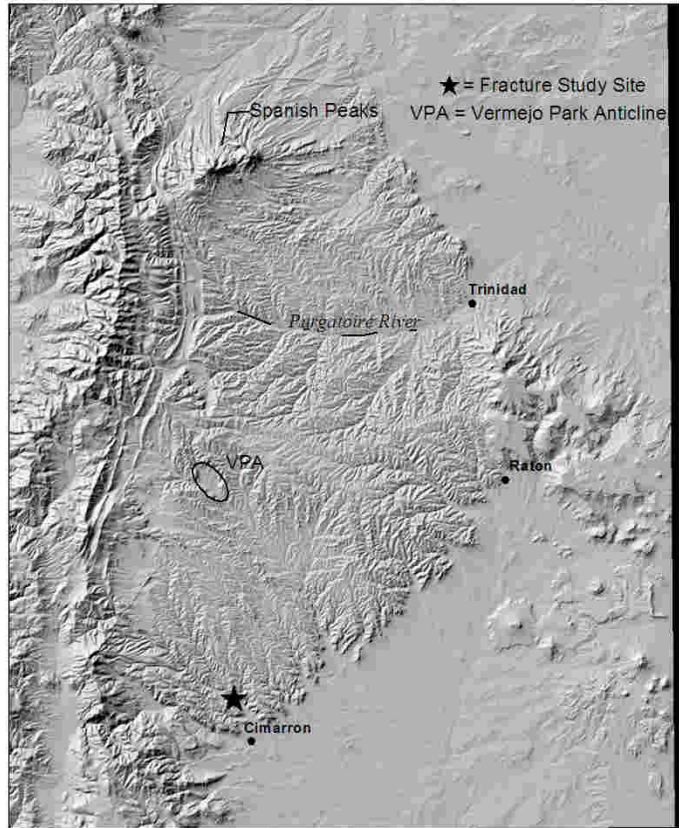 ★ = Fracture Study Site
Spanish Peaks
VPA = Vermejo Park Anticline
Trinidad
Purgatoire River
VPA
Raton
Cimarron